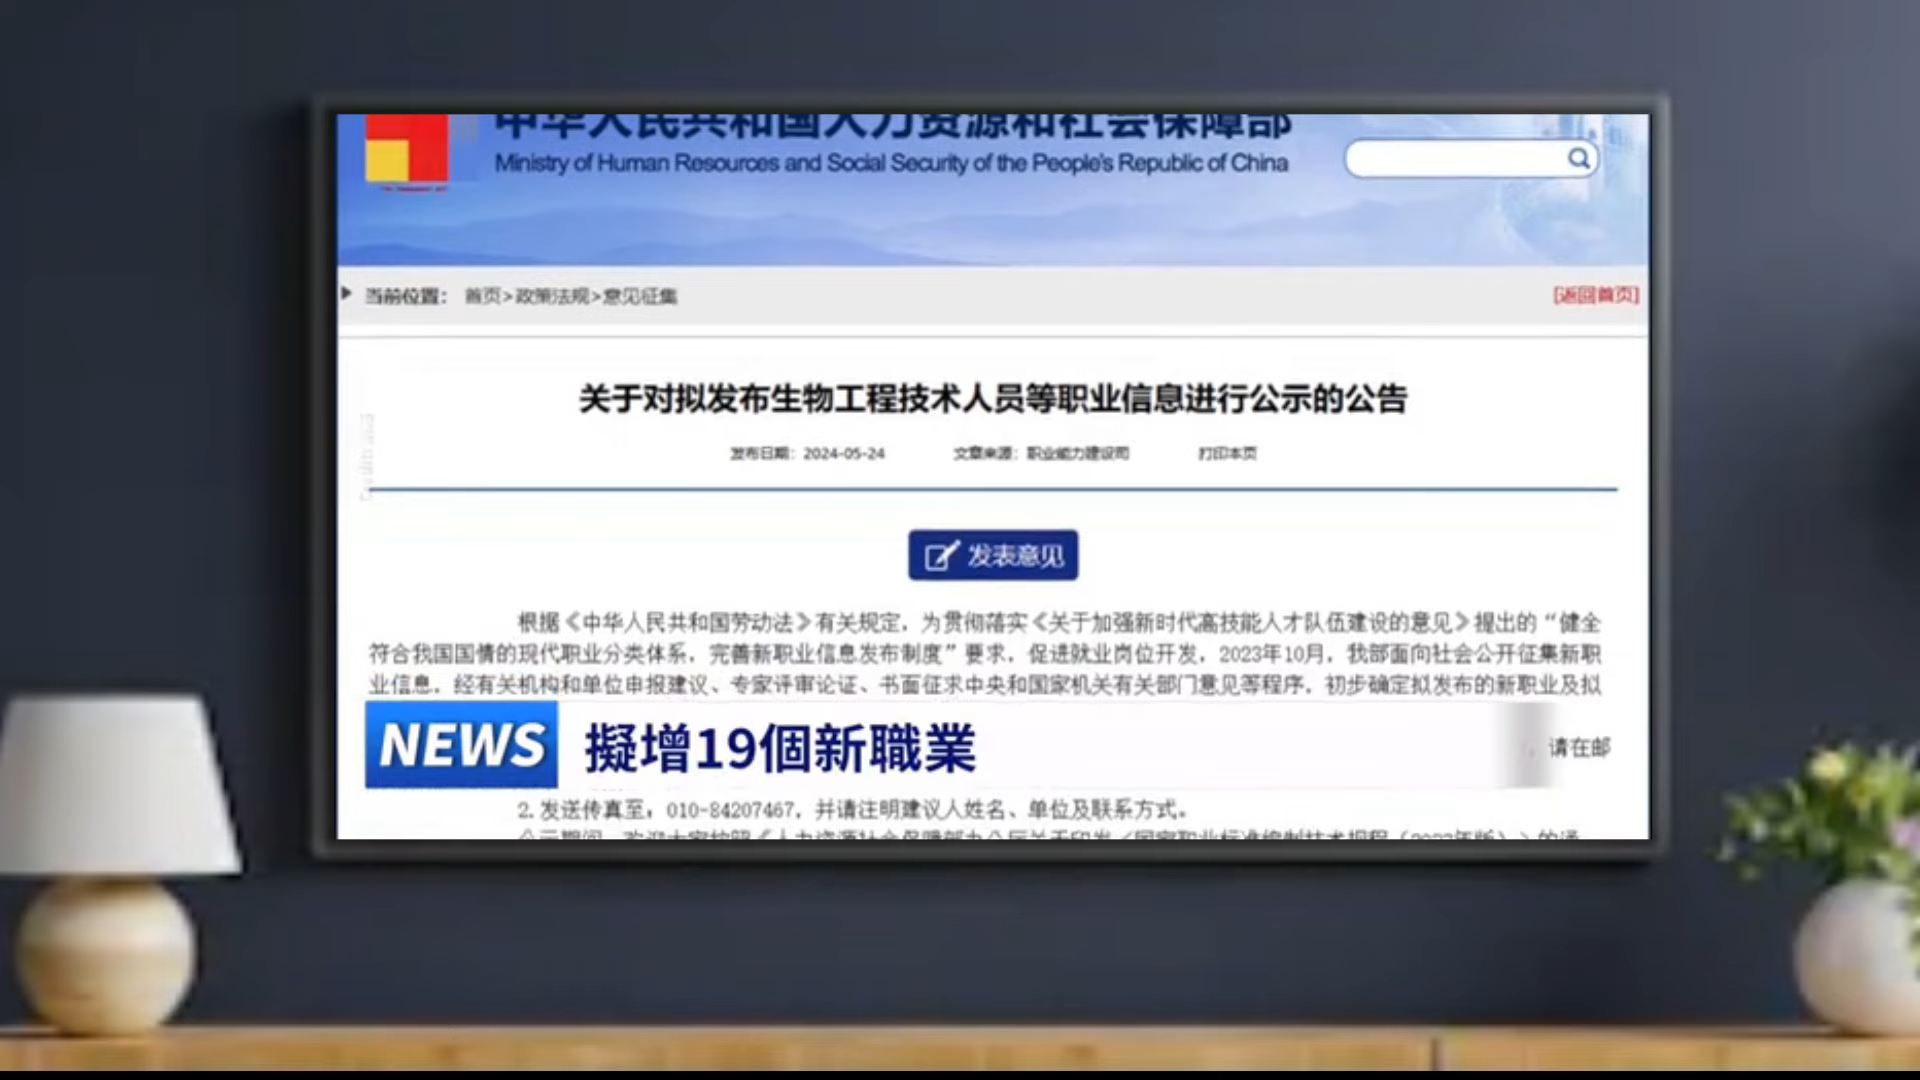 中华人民共和国人力资源和社会保障部
Ministry of Human Resources and Social Security of the People's Republic of China
当前位置： 首页>政策法规>意见征集
[返回首页]
关于对拟发布生物工程技术人员等职业信息进行公示的公告
发布日期：2024-05-24 文章来源：职业能力建设司 打印本页
发表意见
根据《中华人民共和国劳动法》有关规定，为贯彻落实《关于加强新时代高技能人才队伍建设的意见》提出的“健全
符合我国国情的现代职业分类体系，完善新职业信息发布制度”要求，促进就业岗位开发，2023年10月，我部面向社会公开征集新职
业信息。经有关机构和单位申报建议、专家评审论证、书面征求中央和国家机关有关部门意见等程序，初步确定拟发布的新职业及拟
NEWS 擬增19個新職業
，请在邮
2.发送传真至：010-84207467，并请注明建议人姓名、单位及联系方式。